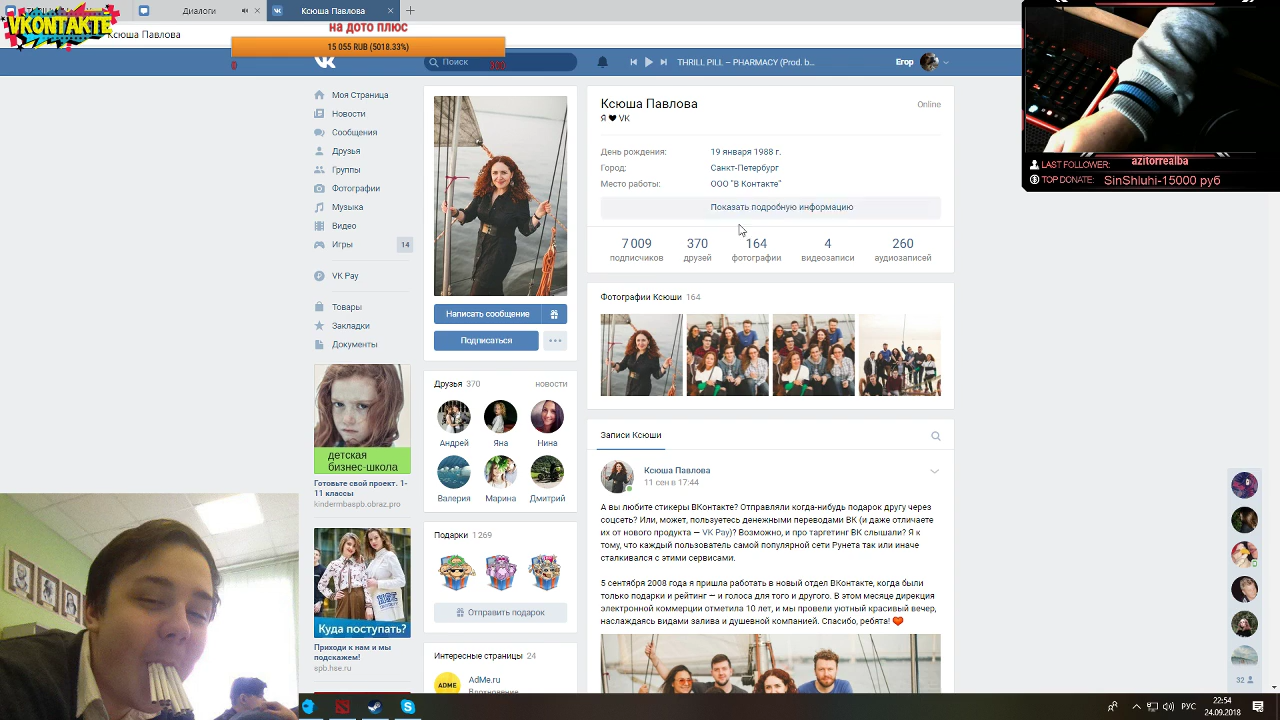 Диалоги
Диалоги
Ксюша Павлова
VKONTAKTE
Ксюша Павлова
на дото плюс
15 055 RUB (5018.33%)
0
300
Поиск
THRILL PILL – PHARMACY (Prod. b...
Егор
Моя Страница
Новости
Сообщения
Друзья
Группы
Фотографии
Музыка
Видео
Игры
14
VK Pay
Товары
Закладки
Документы
детская
бизнес-школа
Готовьте свой проект. 1-
11 классы
kindermbaspb.obraz.pro
Куда поступать?
Приходи к нам и мы
подскажем!
spb.hse.ru
Написать сообщение
Подписаться
Друзья 370
новости
Андрей
Яна
Нина
Валерия
Марина
Дмитрий
Подарки 1 269
Отправить подарок
Интересные страницы 24
ADME
AdMe.ru
Вдохновение
Ксюша Павлова
Online
Я ♥ VK
День рождения: 19 января 1988 г.
Город: Санкт-Петербург
Место работы: ООО "В Контакте"
Показать подробную информацию
7 009
подписчиков
370
друзей
164
фотографии
4
видеозаписи
260
аудиозаписей
Фотографии Ксюши 164
Записи Ксюши
Ксюша Павлова
11 сен в 17:44
А вы любите стикеры ВКонтакте? Отправляли когда-нибудь подарок другу через
соцсеть? Или, может, пользуетесь денежными переводами ВК (и даже отличаете
их от нового продукта — VK Pay)? Возможно, и про таргетинг ВК слышали? Я к
тому, что каждый пользователь самой популярной сети Рунета так или иначе
сталкивался с этими сервисами.
5 сентября 2008 года я пришла работать в новый отдел ВКонтакте, когда были
только подарки и рейтинг — и голоса для того и другого. В этом месяце дирекция
электронной коммерции отметила 10 лет, и мы провели уютный красивый вечер,
наслаждаясь видами залива и душевной компанией. Спасибо, ребята!
LAST FOLLOWER: azitorrealba
TOP DONATE: SinShluhi-15000 руб
32
22:54
24.09.2018